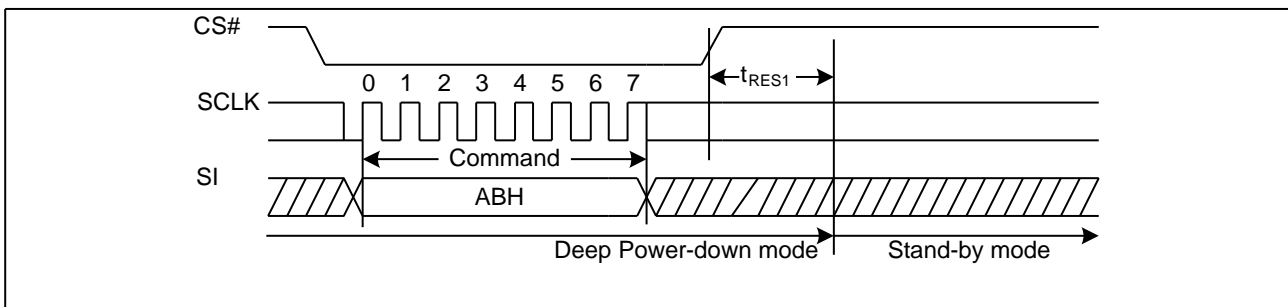 CS#
0 1 2 3 4 5 6 7
tRES1
SCLK
Command
SI
ABH
Deep Power-down mode Stand-by mode